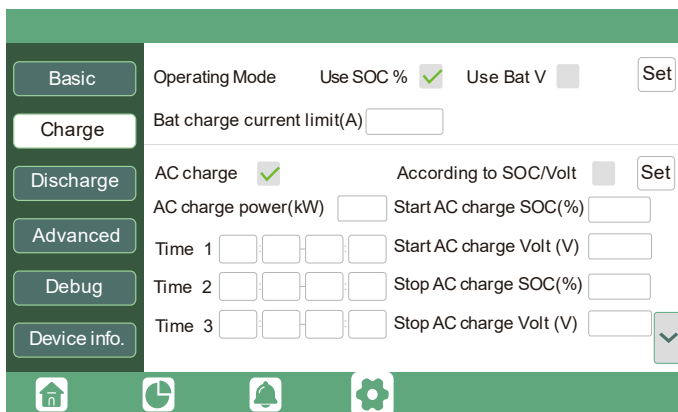 Basic
Charge
Discharge
Advanced
Debug
Device info.
Operating Mode Use SOC % Use Bat V Set
Bat charge current limit(A)
AC charge According to SOC/Volt Set
AC charge power(kW) Start AC charge SOC(%)
Time 1 : - : Start AC charge Volt (V)
Time 2 : - : Stop AC charge SOC(%)
Time 3 : - : Stop AC charge Volt (V)